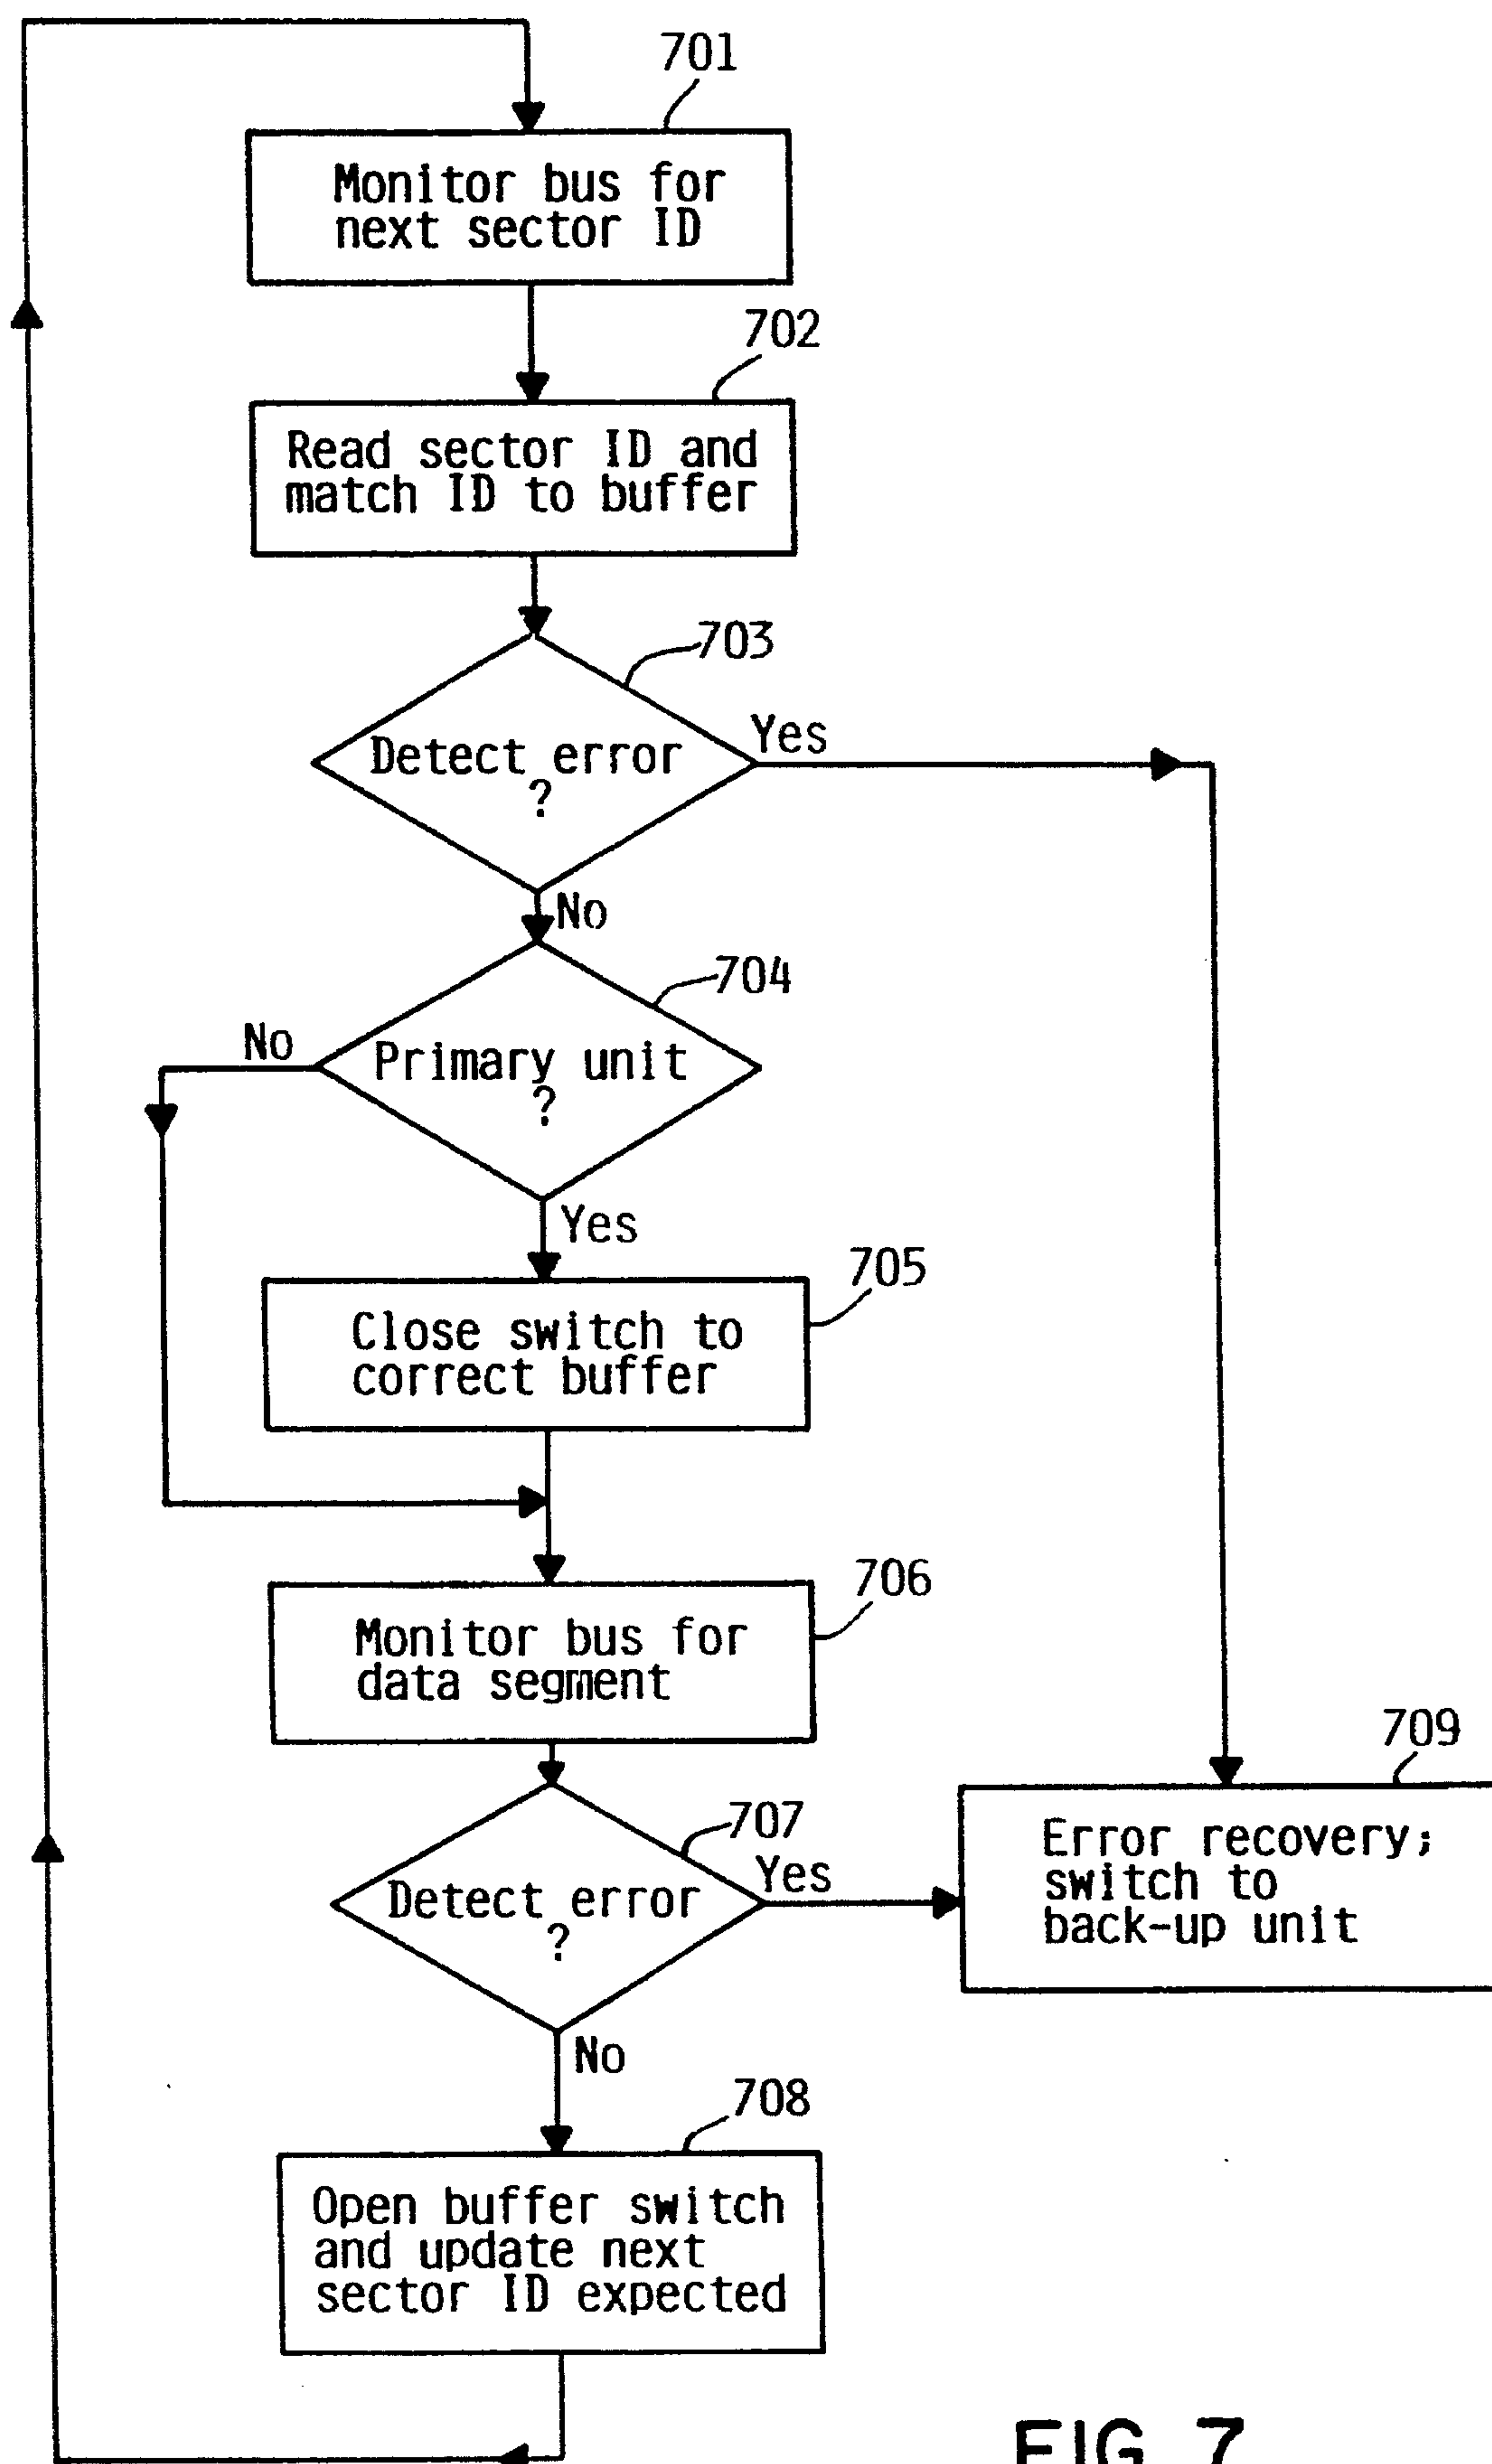 701
Monitor bus for
next sector ID
702
Read sector ID and
match ID to buffer
703
Detect error
?
Yes
No
704
Primary unit
?
No
Yes
705
Close switch to
correct buffer
706
Monitor bus for
data segment
707
Detect error
?
Yes
709
Error recovery;
switch to
back-up unit
No
708
Open buffer switch
and update next
sector ID expected
FIG. 7